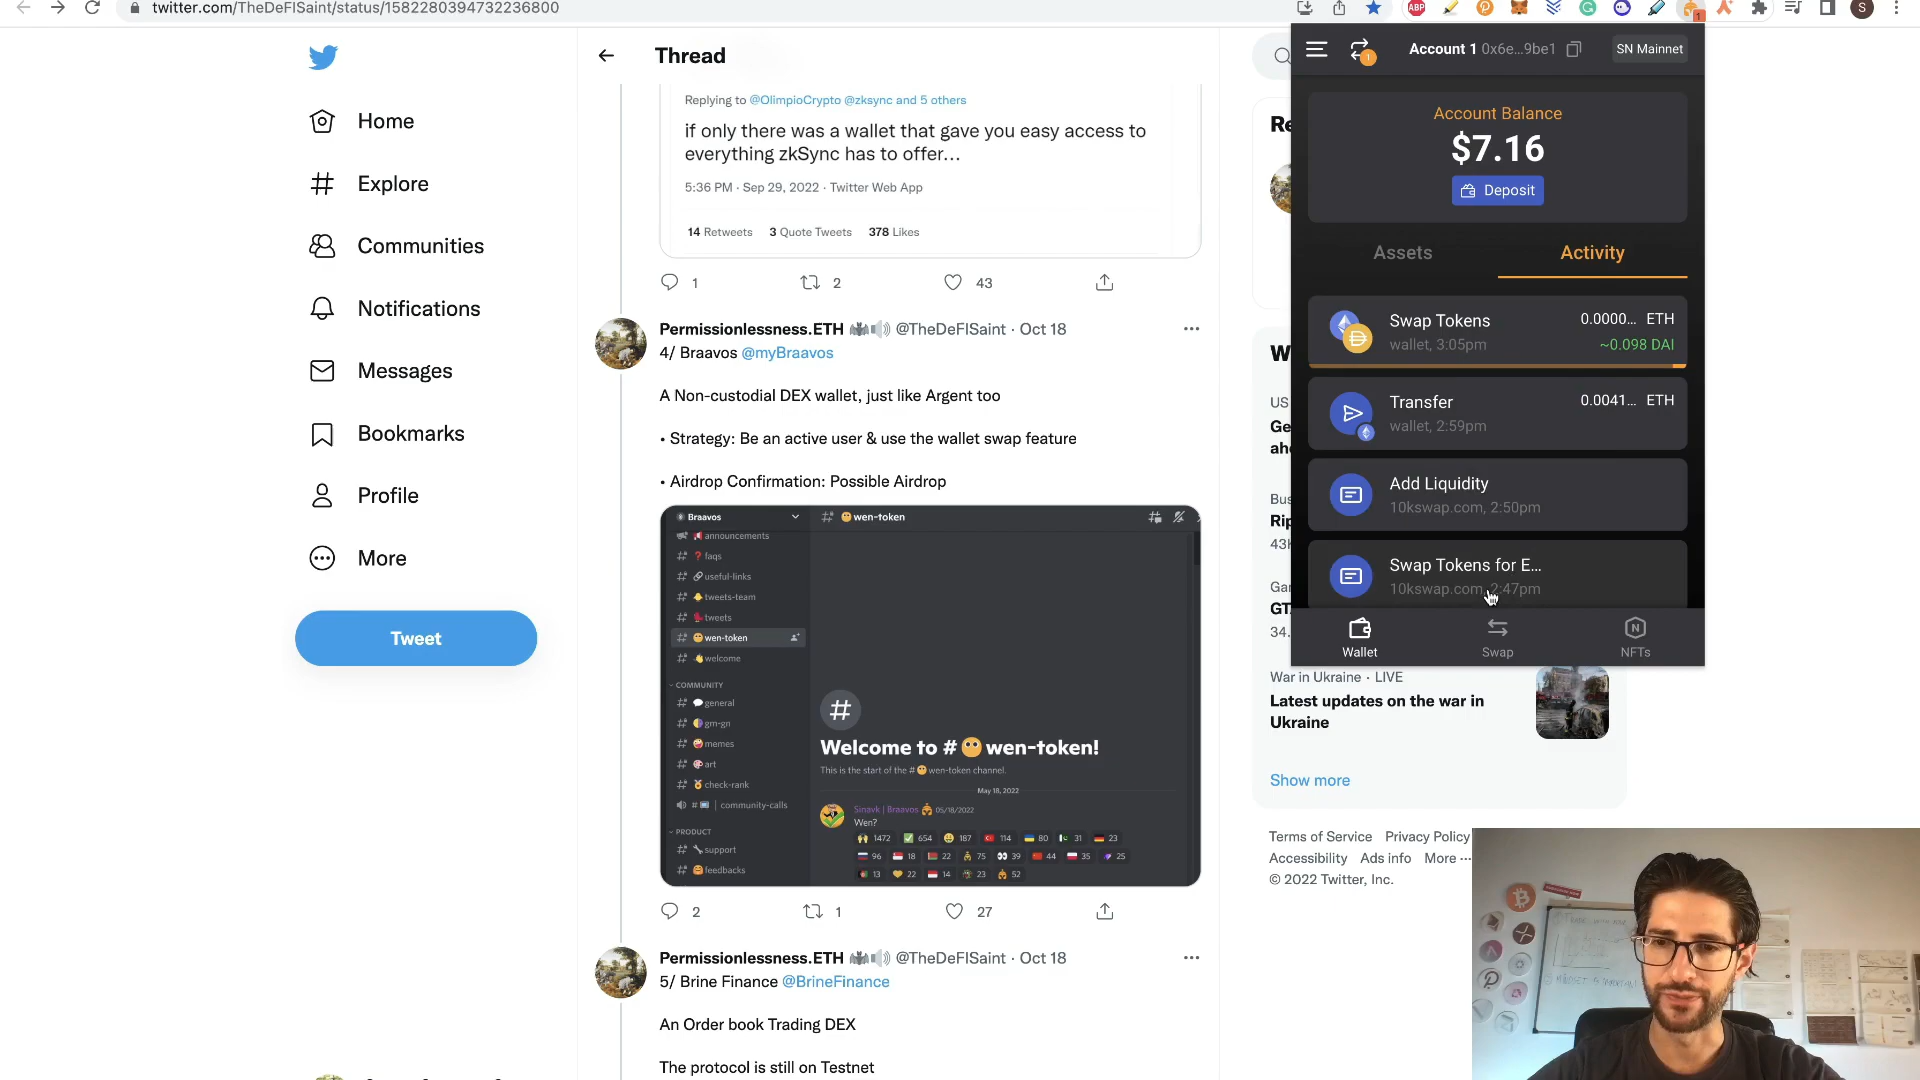 twitter.com/TheDeFISaint/status/1582280394732236800
ABP
S
Home
Explore
Communities
Notifications
Messages
Bookmarks
Profile
More
Tweet
Thread
Replying to @OlimpioCrypto @zksync and 5 others
if only there was a wallet that gave you easy access to
everything zkSync has to offer...
5:36 PM · Sep 29, 2022 · Twitter Web App
14 Retweets 3 Quote Tweets 378 Likes
1 2 43
Permissionlessness.ETH @TheDeFISaint · Oct 18
4/ Braavos @myBraavos
A Non-custodial DEX wallet, just like Argent too
• Strategy: Be an active user & use the wallet swap feature
• Airdrop Confirmation: Possible Airdrop
Braavos
announcements
faqs
useful-links
tweets-team
tweets
wen-token
welcome
COMMUNITY
general
gm-gn
memes
art
check-rank
community-calls
PRODUCT
support
feedbacks
# wen-token
Welcome to # wen-token!
This is the start of the # wen-token channel.
May 18, 2022
Sinavk | Braavos 05/18/2022
Wen?
1472 654 187 114 80 31 23
96 18 22 75 39 44 35 25
13 22 14 23 52
2 1 27
Permissionlessness.ETH @TheDeFISaint · Oct 18
5/ Brine Finance @BrineFinance
An Order book Trading DEX
The protocol is still on Testnet
Account 1 0x6e...9be1 SN Mainnet
Account Balance
$7.16
Deposit
Assets Activity
Swap Tokens 0.0000... ETH
wallet, 3:05pm ~0.098 DAI
Transfer 0.0041... ETH
wallet, 2:59pm
Add Liquidity
10kswap.com, 2:50pm
Swap Tokens for E...
10kswap.com, 2:47pm
Wallet Swap NFTs
War in Ukraine · LIVE
Latest updates on the war in
Ukraine
Show more
Terms of Service Privacy Policy
Accessibility Ads info More ...
© 2022 Twitter, Inc.